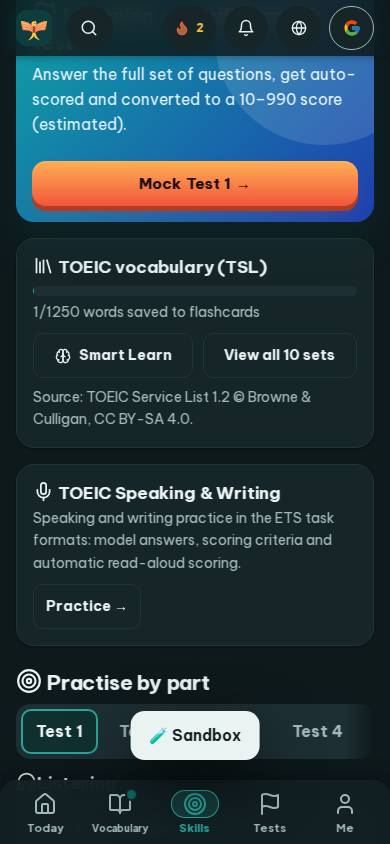 2
Answer the full set of questions, get auto-
scored and converted to a 10–990 score
(estimated).
Mock Test 1 →
TOEIC vocabulary (TSL)
1/1250 words saved to flashcards
Smart Learn
View all 10 sets
Source: TOEIC Service List 1.2 © Browne &
Culligan, CC BY-SA 4.0.
TOEIC Speaking & Writing
Speaking and writing practice in the ETS task
formats: model answers, scoring criteria and
automatic read-aloud scoring.
Practice →
Practise by part
Test 1
Sandbox
Test 4
Listening
Today
Vocabulary
Skills
Tests
Me